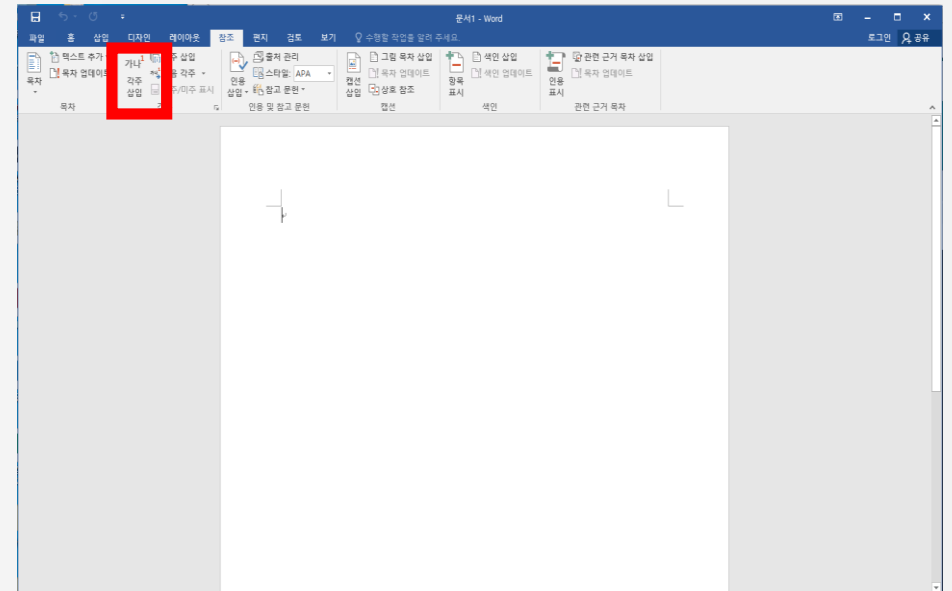 문서1 - Word
파일 홈 삽입 디자인 레이아웃 참조 편지 검토 보기 수행할 작업을 알려 주세요. 로그인 공유
목차
텍스트 추가
목차 업데이트
목차
가나1
각주
삽입
주 삽입
각주
주/미주 표시
인용
삽입
출처 관리
스타일: APA
참고 문헌
인용 및 참고 문헌
캡션
삽입
그림 목차 삽입
목차 업데이트
상호 참조
캡션
항목
표시
색인 삽입
색인 업데이트
색인
인용
표시
관련 근거 목차 삽입
목차 업데이트
관련 근거 목차